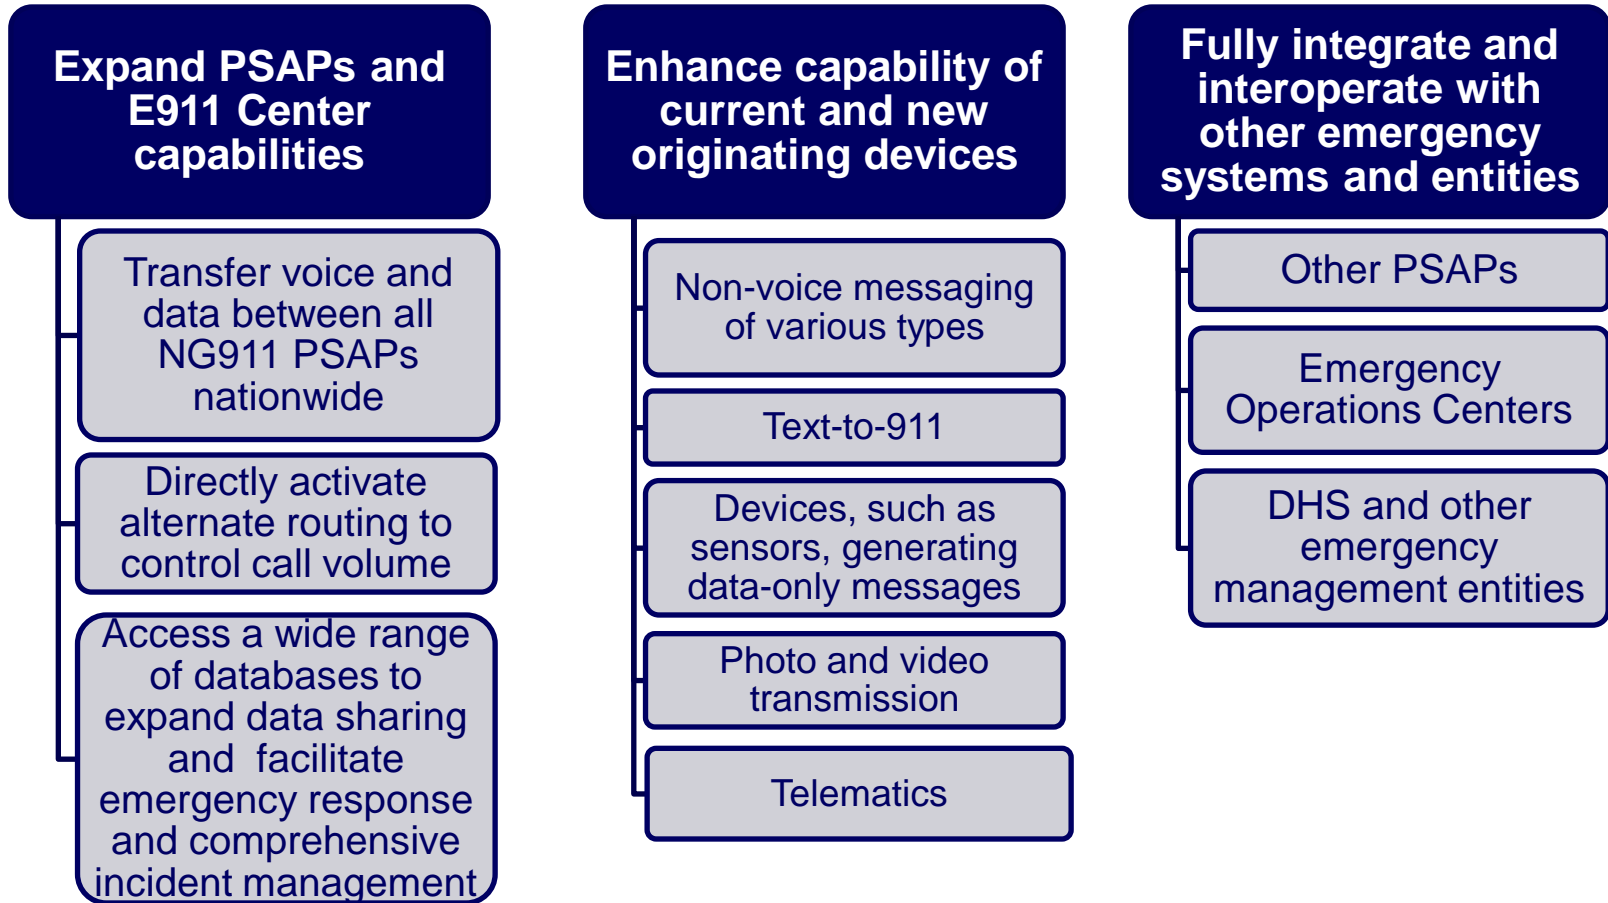 Expand PSAPs and
E911 Center
capabilities
Transfer voice and
data between all
NG911 PSAPs
nationwide
Directly activate
alternate routing to
control call volume
Access a wide range
of databases to
expand data sharing
and  facilitate
emergency response
and comprehensive
incident management
Enhance capability of
current and new
originating devices
Non-voice messaging
of various types
Text-to-911
Devices, such as
sensors, generating
data-only messages
Photo and video
transmission
Telematics
Fully integrate and
interoperate with
other emergency
systems and entities
Other PSAPs
Emergency
Operations Centers
DHS and other
emergency
management entities